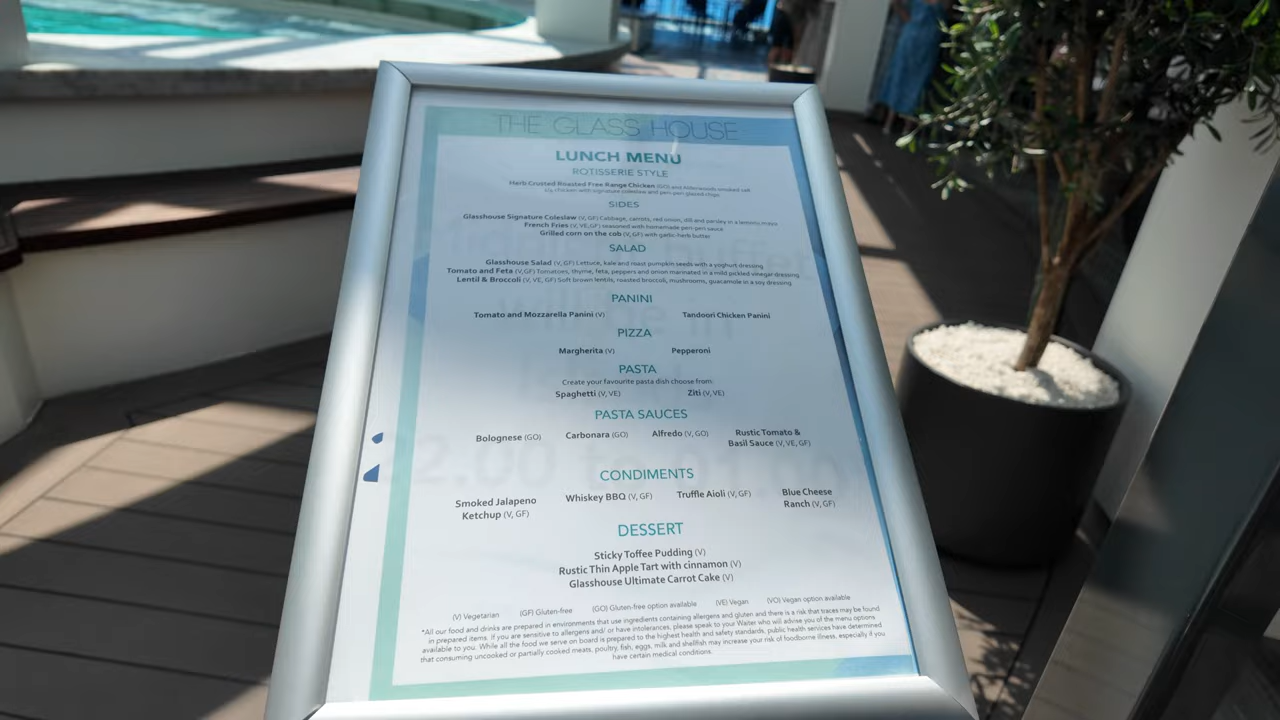 THE GLASS HOUSE
LUNCH MENU
ROTISSERIE STYLE
Herb Crusted Roasted Free Range Chicken (GO) and Applewoods smoked salt
chicken with signature coleslaw and peri-peri glazed chips
SIDES
Glasshouse Signature Coleslaw (V, GF) Cabbage, carrots, red onion, dill and parsley in a lemony mayo
French Fries (V, VE, GF) seasoned with homemade peri-peri sauce
Grilled corn on the cob (V, GF) with garlic-herb butter
SALAD
Glasshouse Salad (V, GF) Lettuce, kale and roast pumpkin seeds with a yoghurt dressing
Tomato and Feta (V,GF) Tomatoes, thyme, feta, peppers and onion marinated in a mild pickled vinegar dressing
Lentil & Broccoli (V, VE, GF) Soft brown lentils, roasted broccoli, mushrooms, guacamole in a soy dressing
PANINI
Tomato and Mozzarella Panini (V) Tandoori Chicken Panini
PIZZA
Margherita (V) Pepperoni
PASTA
Create your favourite pasta dish choose from:
Spaghetti (V, VE) Ziti (V, VE)
PASTA SAUCES
Bolognese (GO) Carbonara (GO) Alfredo (V, GO) Rustic Tomato &
Basil Sauce (V, VE, GF)
CONDIMENTS
Smoked Jalapeno Whiskey BBQ (V, GF) Truffle Aioli (V, GF) Blue Cheese
Ketchup (V, GF) Ranch (V, GF)
DESSERT
Sticky Toffee Pudding (V)
Rustic Thin Apple Tart with cinnamon (V)
Glasshouse Ultimate Carrot Cake (V)
(V) Vegetarian (GF) Gluten-free (GO) Gluten-free option available (VE) Vegan (VO) Vegan option available
*All our food and drinks are prepared in environments that use ingredients containing allergens and gluten and there is a risk that traces may be found
in prepared items. If you are sensitive to allergens and/ or have intolerances, please speak to your Waiter who will advise you of the menu options
available to you. While all the food we serve on board is prepared to the highest health and safety standards, public health services have determined
that consuming uncooked or partially cooked meats, poultry, fish, eggs, milk and shellfish may increase your risk of foodborne illness, especially if you
have certain medical conditions.